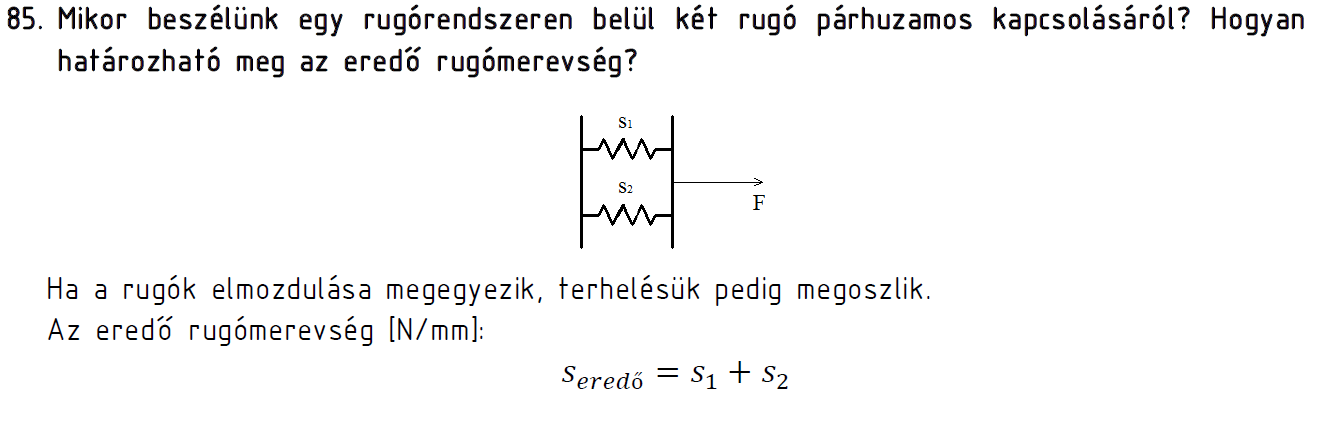 85. Mikor beszélünk egy rugórendszeren belül két rugó párhuzamos kapcsolásáról? Hogyan
határozható meg az eredő rugómerevség?
s₁
s₂
F
Ha a rugók elmozdulása megegyezik, terhelésük pedig megoszlik.
Az eredő rugómerevség [N/mm]:
s_eredő = s₁ + s₂